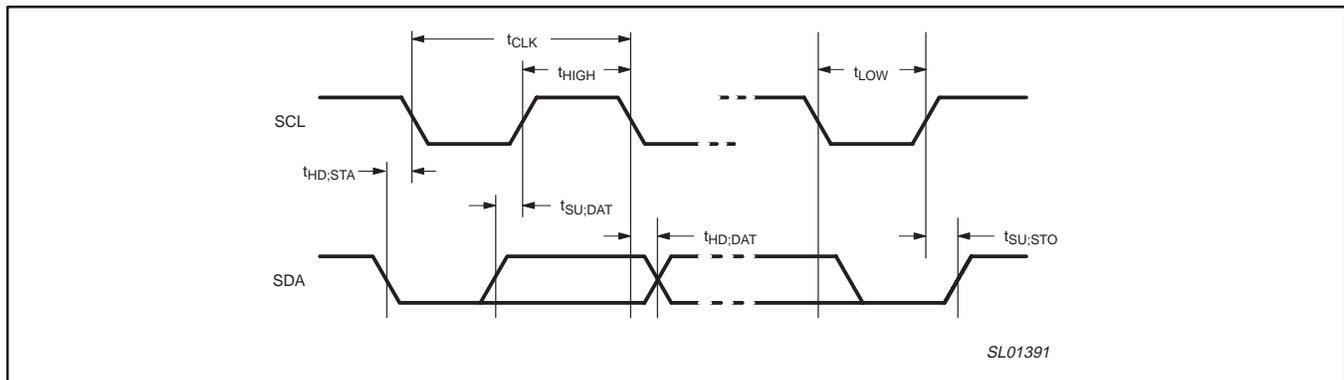 tCLK
tHIGH
tLOW
SCL
tHD;STA
tSU;DAT
tHD;DAT
tSU;STO
SDA
SL01391